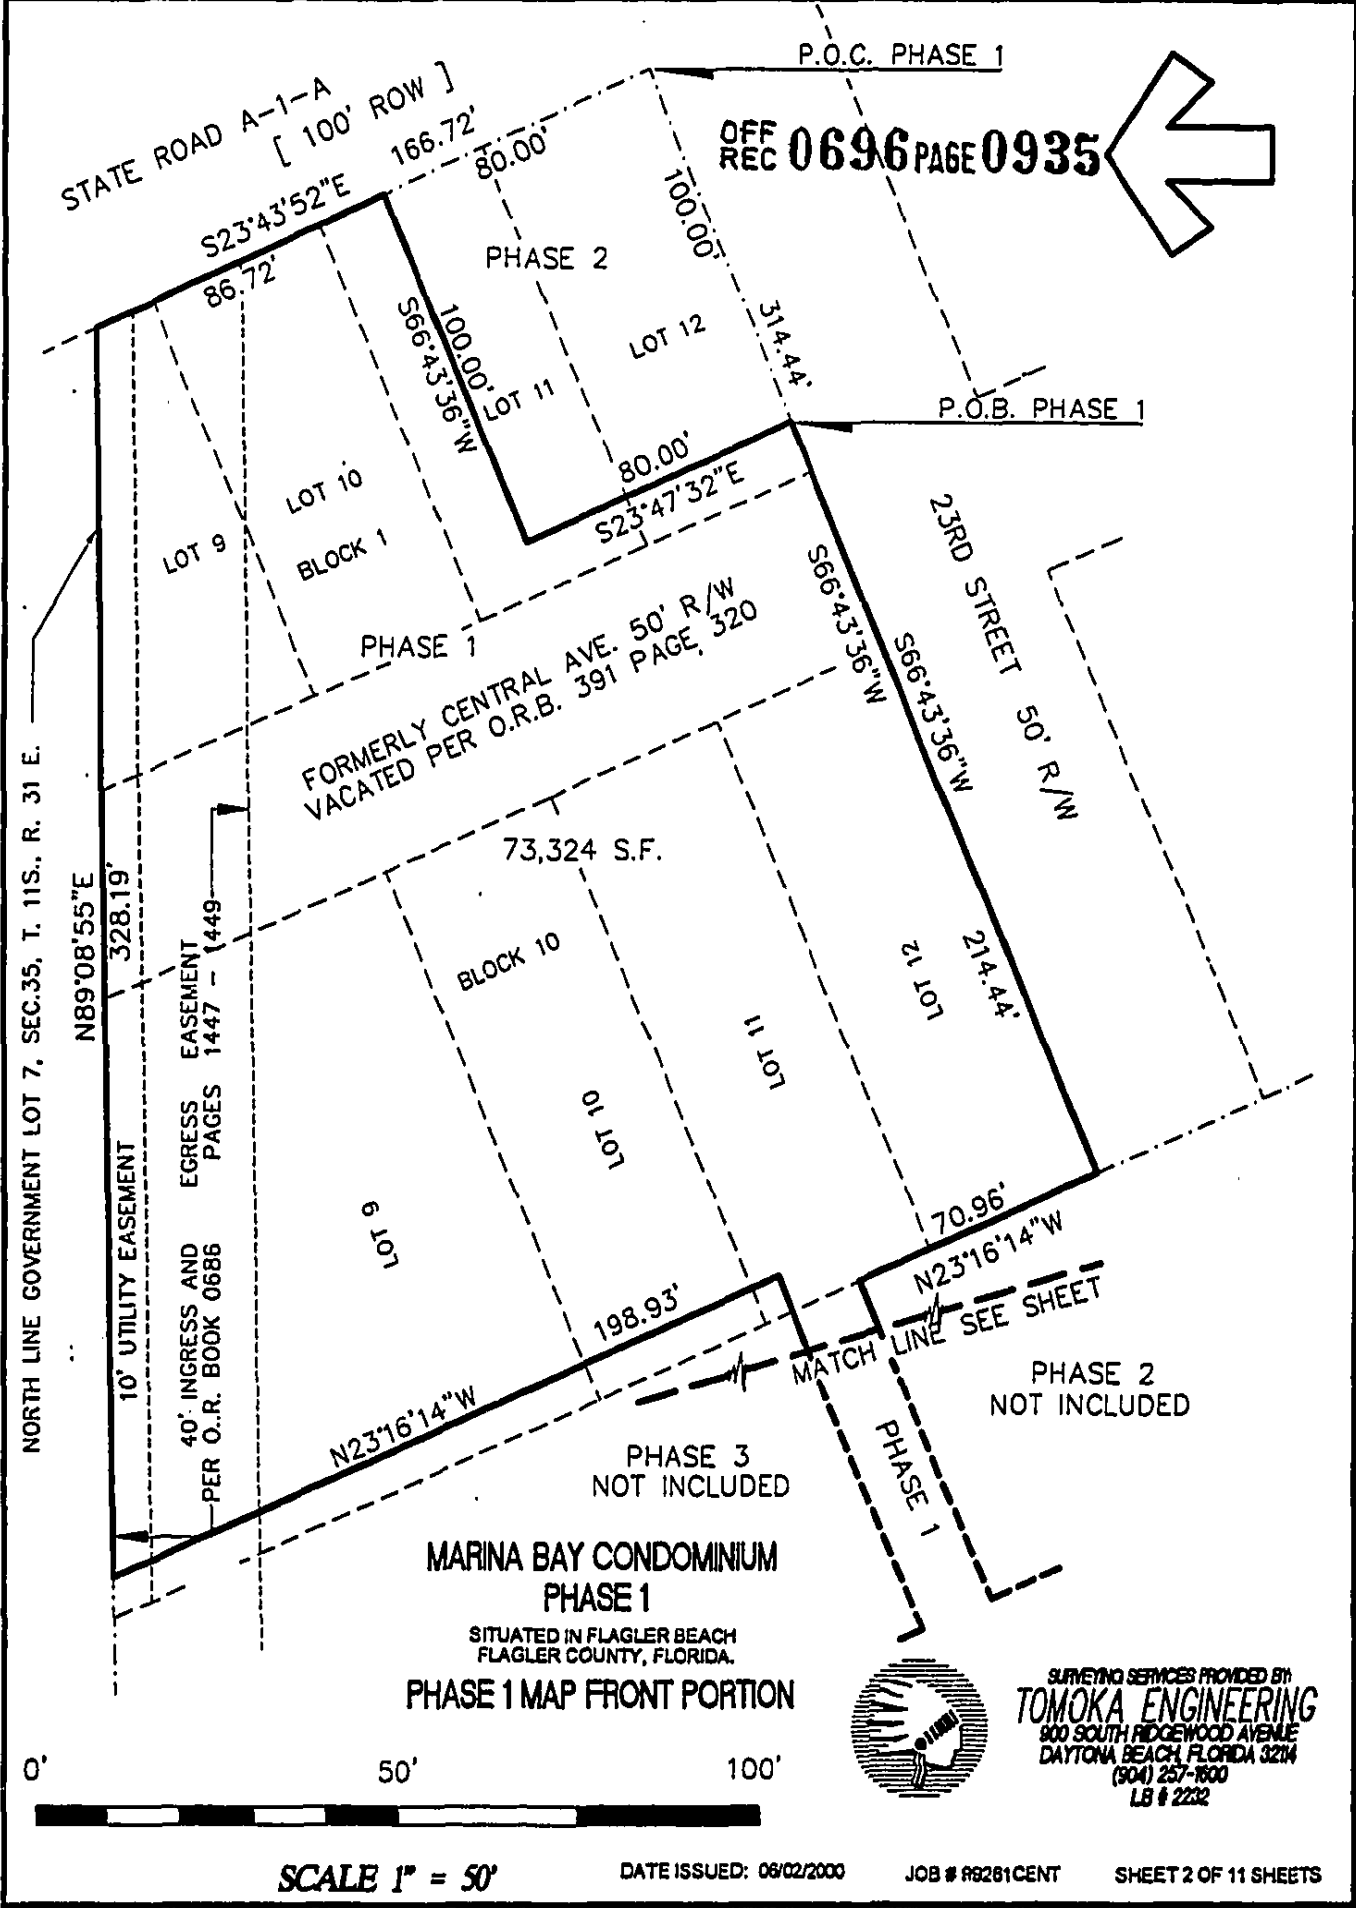 P.O.C. PHASE 1
STATE ROAD A-1-A
[ 100' ROW ]
166.72'
80.00'
OFF
REC 0696 PAGE 0935
S23°43'52"E
86.72'
100.00'
PHASE 2
S66°43'36"W
100.00'
LOT 11
LOT 12
314.44'
P.O.B. PHASE 1
80.00'
S23°47'32"E
LOT 9
LOT 10
BLOCK 1
PHASE 1
23RD STREET 50' R/W
S66°43'36"W
S66°43'36"W
214.44'
FORMERLY CENTRAL AVE. 50' R/W
VACATED PER O.R.B. 391 PAGE, 320
73,324 S.F.
NORTH LINE GOVERNMENT LOT 7, SEC.35, T. 11S., R. 31 E.
N89°08'55"E
328.19'
10' UTILITY EASEMENT
40' INGRESS AND EGRESS EASEMENT
PER O.R. BOOK 0686 PAGES 1447 - 1449
BLOCK 10
LOT 12
LOT 11
LOT 10
LOT 9
70.96'
N23°16'14"W
198.93'
N23°16'14"W
MATCH LINE SEE SHEET
PHASE 2
NOT INCLUDED
PHASE 3
NOT INCLUDED
PHASE 1
MARINA BAY CONDOMINIUM
PHASE 1
SITUATED IN FLAGLER BEACH
FLAGLER COUNTY, FLORIDA.
PHASE 1 MAP FRONT PORTION
SURVEYING SERVICES PROVIDED BY:
TOMOKA ENGINEERING
900 SOUTH RIDGEWOOD AVENUE
DAYTONA BEACH, FLORIDA 32114
(904) 257-1600
LB # 2232
0' 50' 100'
SCALE 1" = 50'
DATE ISSUED: 06/02/2000
JOB # R9261CENT
SHEET 2 OF 11 SHEETS